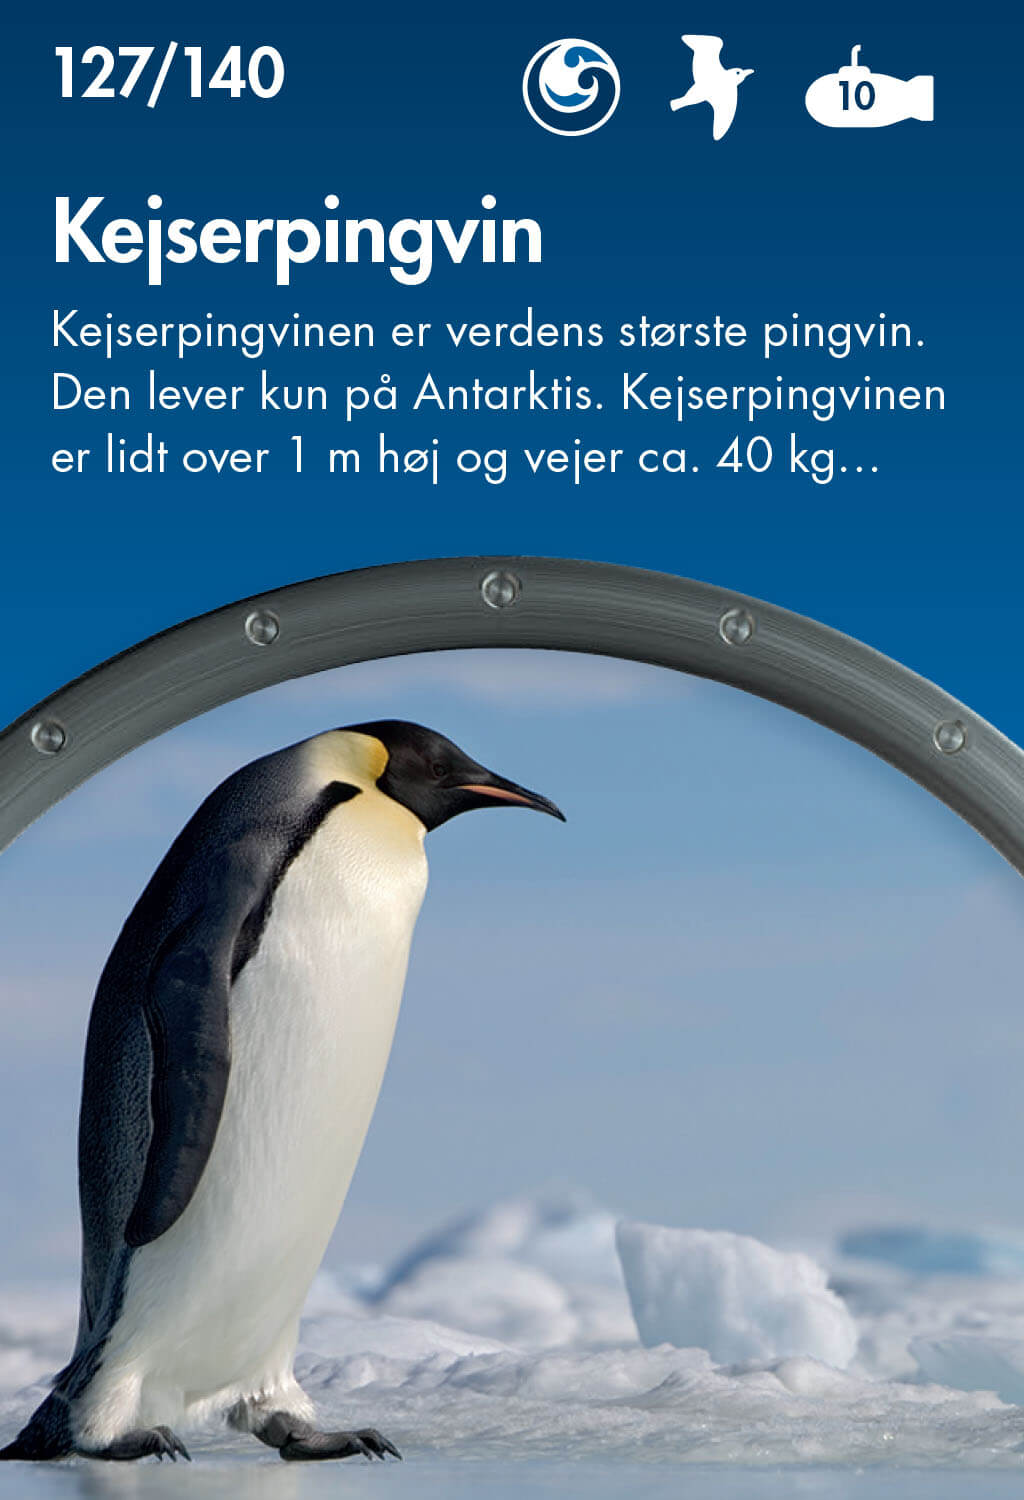 127/140
10
Kejserpingvin
Kejserpingvinen er verdens største pingvin.
Den lever kun på Antarktis. Kejserpingvinen
er lidt over 1 m høj og vejer ca. 40 kg...